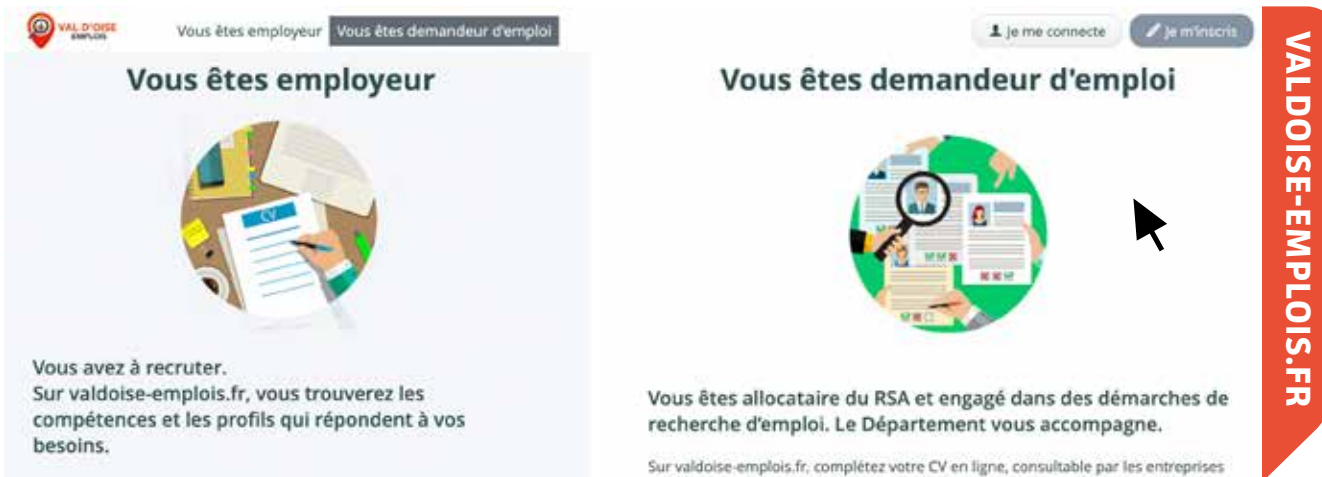 VAL D'OISE
EMPLOIS
Vous êtes employeur
Vous êtes demandeur d'emploi
Je me connecte
Je m'inscris
Vous êtes employeur
CV
Vous avez à recruter.
Sur valdoise-emplois.fr, vous trouverez les
compétences et les profils qui répondent à vos
besoins.
Vous êtes demandeur d'emploi
Vous êtes allocataire du RSA et engagé dans des démarches de
recherche d'emploi. Le Département vous accompagne.
Sur valdoise-emplois.fr, complétez votre CV en ligne, consultable par les entreprises
VALDOISE-EMPLOIS.FR